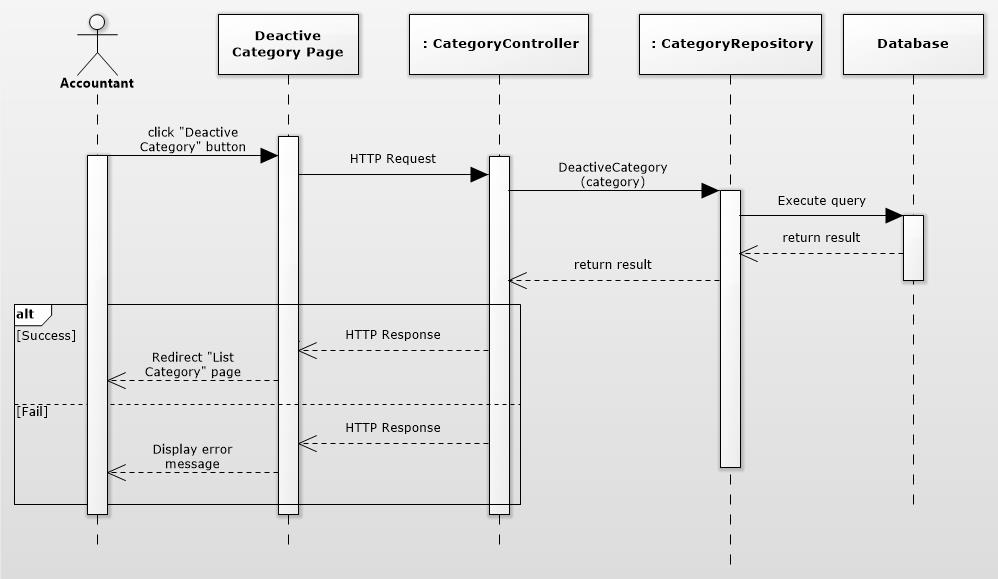 Accountant
Deactive
Category Page
: CategoryController
: CategoryRepository
Database
click "Deactive
Category" button
HTTP Request
DeactiveCategory
(category)
Execute query
return result
return result
alt
[Success]
HTTP Response
Redirect "List
Category" page
[Fail]
HTTP Response
Display error
message